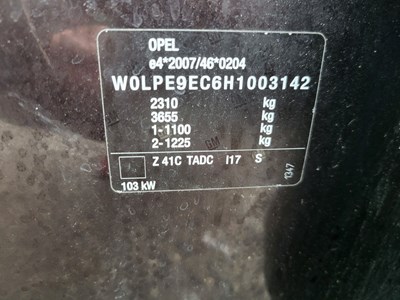 OPEL
e4*2007/46*0204
W0LPE9EC6H1003142
2310 kg
3655 kg
1-1100 kg
2-1225 kg
Z 41C TADC I17 S
103 kW
1347